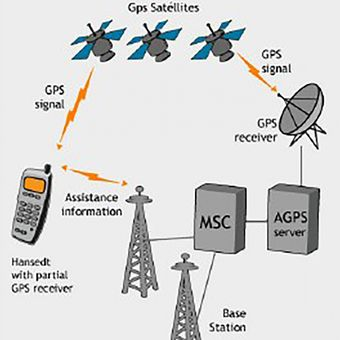 Gps Satéllites
GPS
signal
GPS
signal
GPS
receiver
Assistance
information
MSC
AGPS
server
Hansedt
with partial
GPS receiver
Base
Station